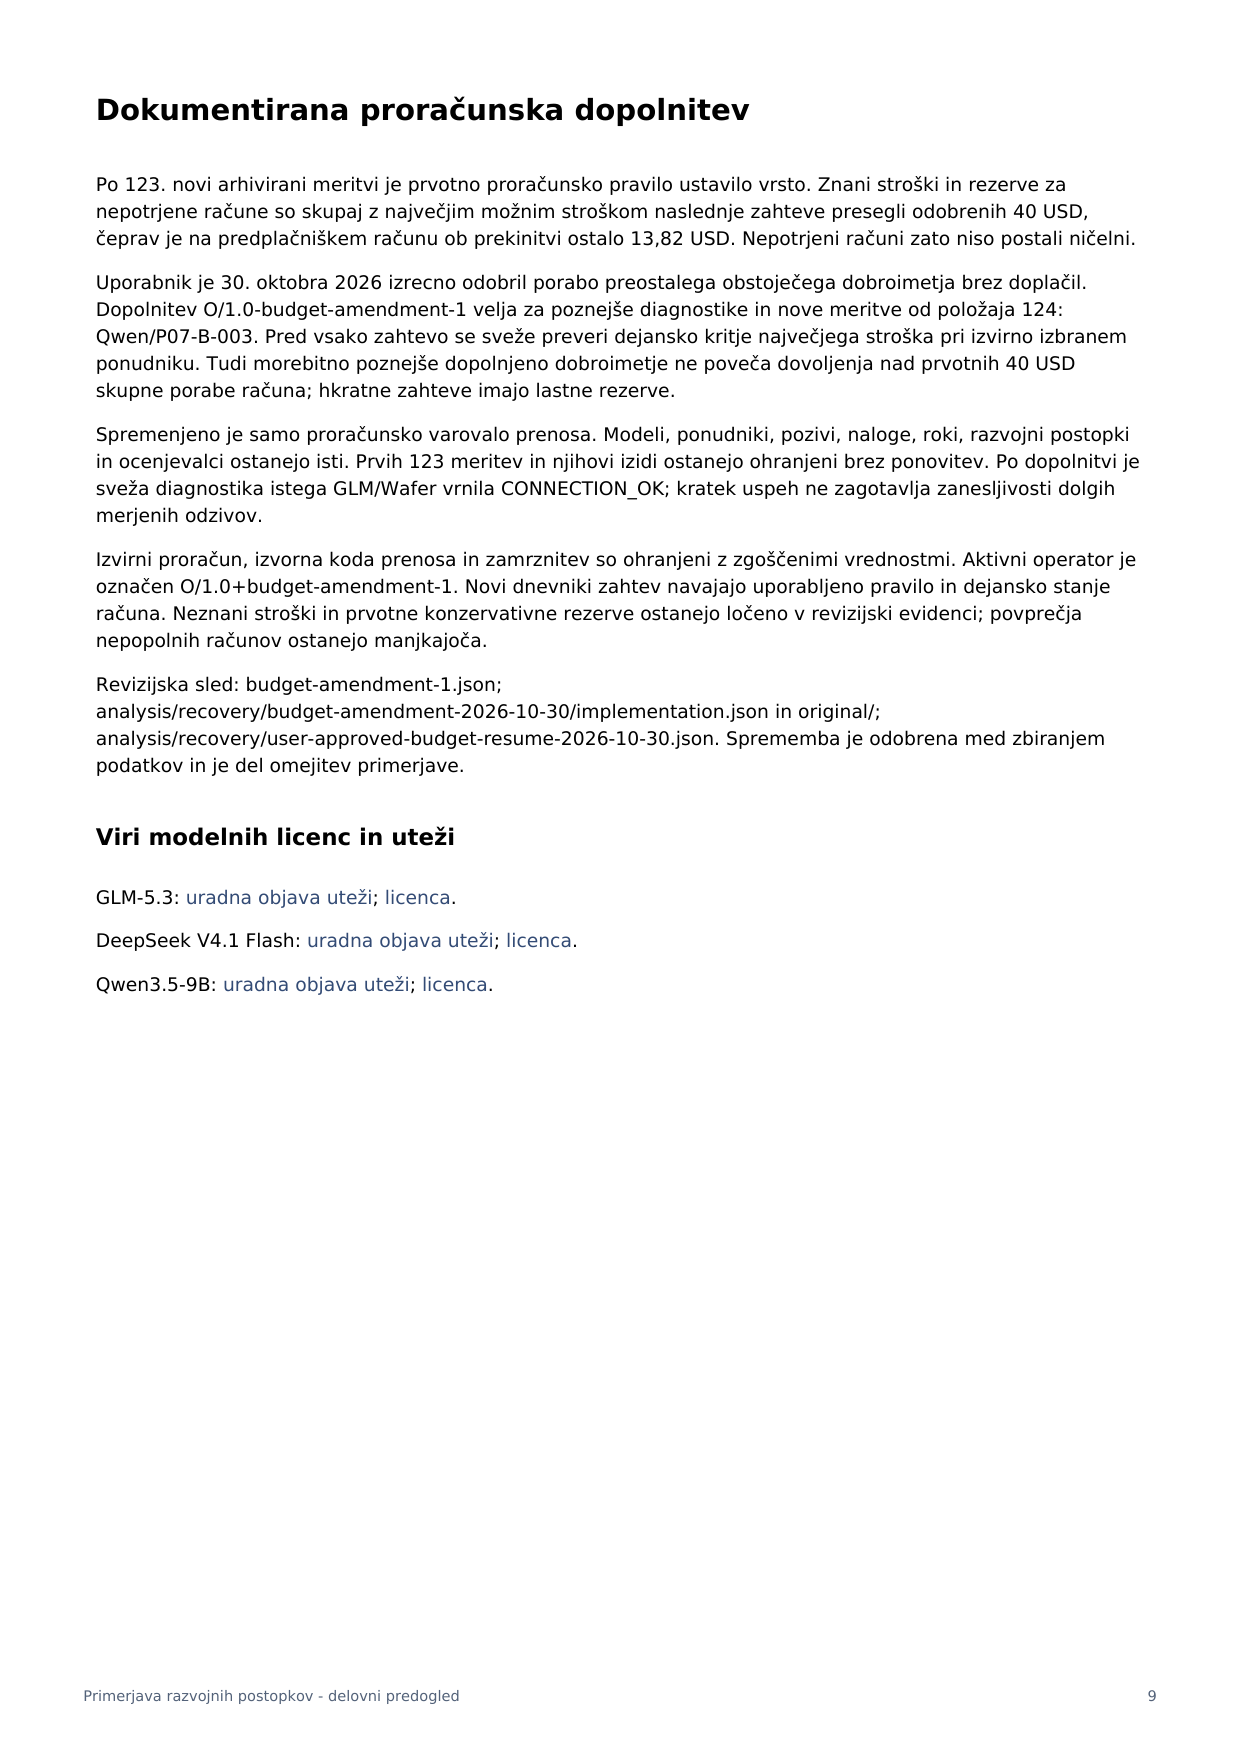 Dokumentirana proračunska dopolnitev
Po 123. novi arhivirani meritvi je prvotno proračunsko pravilo ustavilo vrsto. Znani stroški in rezerve za
nepotrjene račune so skupaj z največjim možnim stroškom naslednje zahteve presegli odobrenih 40 USD,
čeprav je na predplačniškem računu ob prekinitvi ostalo 13,82 USD. Nepotrjeni računi zato niso postali ničelni.
Uporabnik je 30. oktobra 2026 izrecno odobril porabo preostalega obstoječega dobroimetja brez doplačil.
Dopolnitev O/1.0-budget-amendment-1 velja za poznejše diagnostike in nove meritve od položaja 124:
Qwen/P07-B-003. Pred vsako zahtevo se sveže preveri dejansko kritje največjega stroška pri izvirno izbranem
ponudniku. Tudi morebitno poznejše dopolnjeno dobroimetje ne poveča dovoljenja nad prvotnih 40 USD
skupne porabe računa; hkratne zahteve imajo lastne rezerve.
Spremenjeno je samo proračunsko varovalo prenosa. Modeli, ponudniki, pozivi, naloge, roki, razvojni postopki
in ocenjevalci ostanejo isti. Prvih 123 meritev in njihovi izidi ostanejo ohranjeni brez ponovitev. Po dopolnitvi je
sveža diagnostika istega GLM/Wafer vrnila CONNECTION_OK; kratek uspeh ne zagotavlja zanesljivosti dolgih
merjenih odzivov.
Izvirni proračun, izvorna koda prenosa in zamrznitev so ohranjeni z zgoščenimi vrednostmi. Aktivni operator je
označen O/1.0+budget-amendment-1. Novi dnevniki zahtev navajajo uporabljeno pravilo in dejansko stanje
računa. Neznani stroški in prvotne konzervativne rezerve ostanejo ločeno v revizijski evidenci; povprečja
nepopolnih računov ostanejo manjkajoča.
Revizijska sled: budget-amendment-1.json;
analysis/recovery/budget-amendment-2026-10-30/implementation.json in original/;
analysis/recovery/user-approved-budget-resume-2026-10-30.json. Sprememba je odobrena med zbiranjem
podatkov in je del omejitev primerjave.
Viri modelnih licenc in uteži
GLM-5.3: uradna objava uteži; licenca.
DeepSeek V4.1 Flash: uradna objava uteži; licenca.
Qwen3.5-9B: uradna objava uteži; licenca.
Primerjava razvojnih postopkov - delovni predogled
9